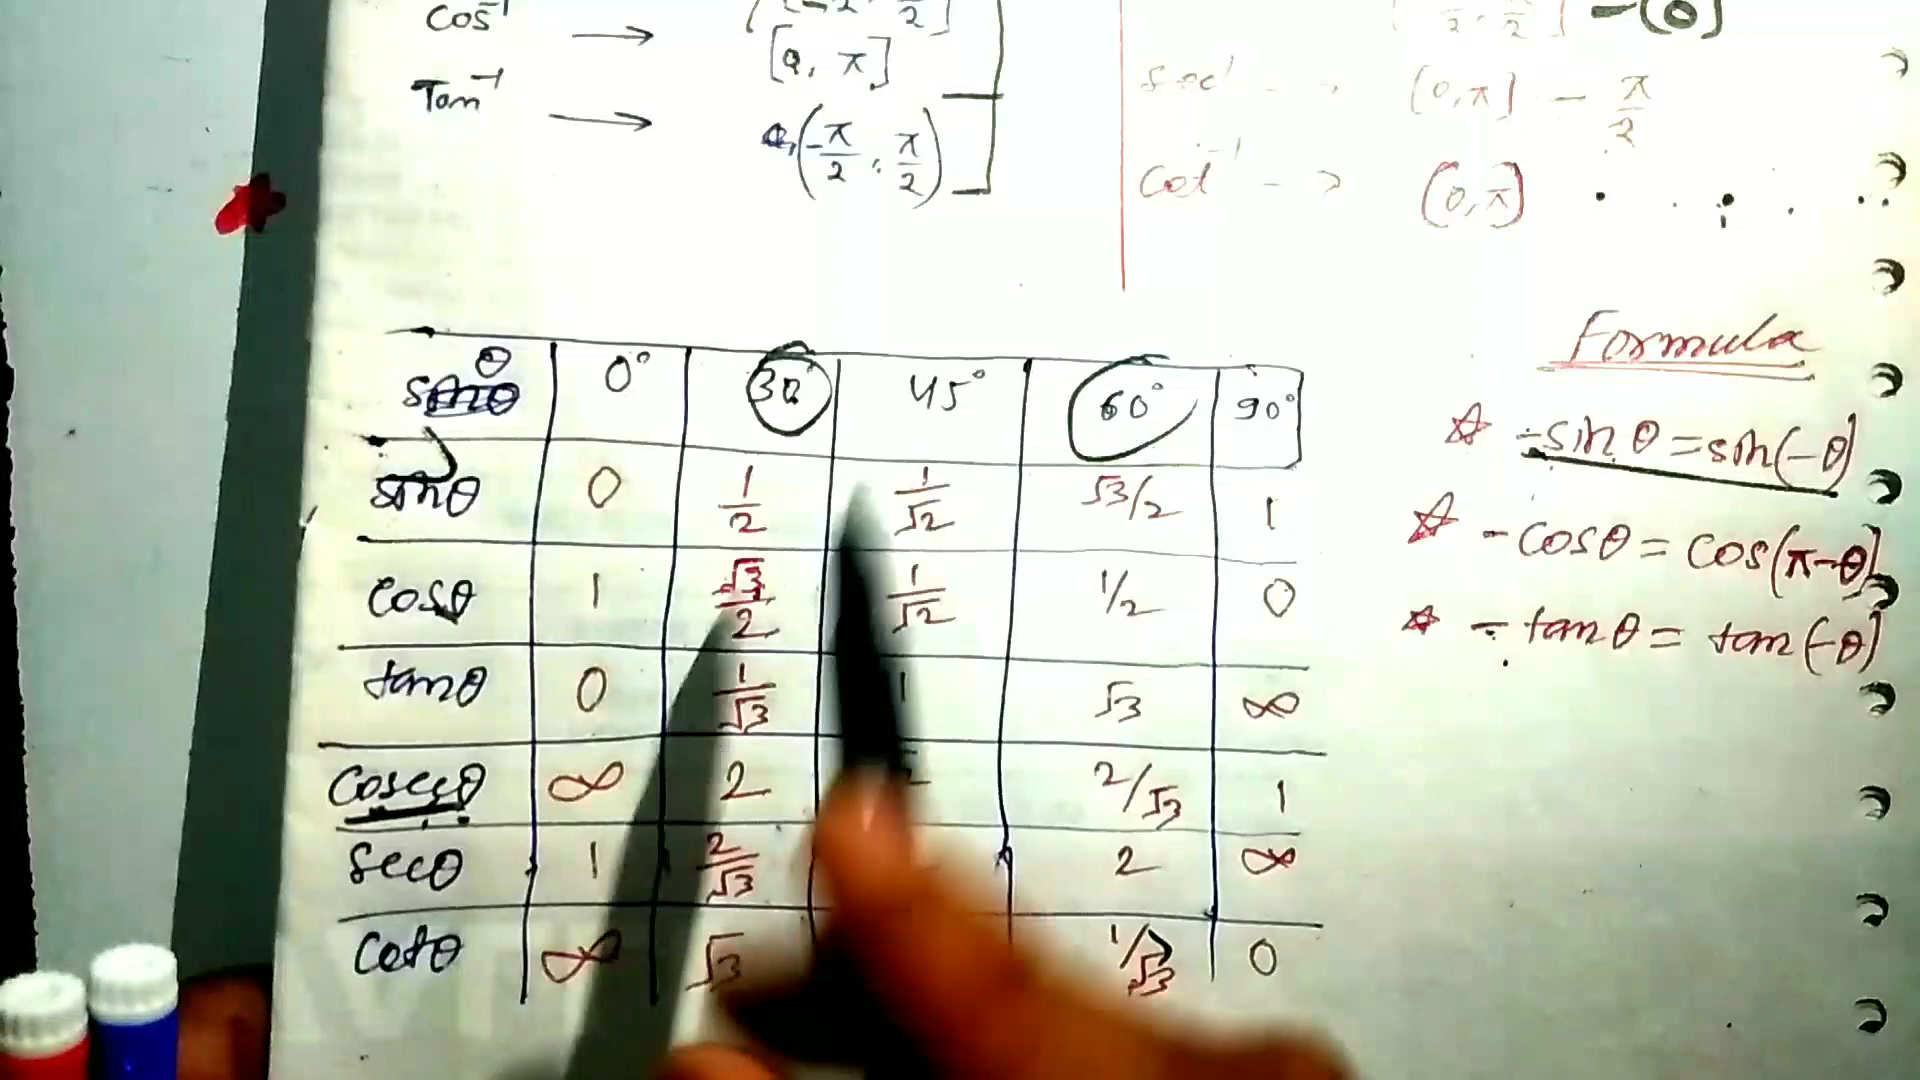 Cos⁻¹ → [0, π]
Tan⁻¹ → (-π/2, π/2)
sec⁻¹ → [0, π] - π/2
cot⁻¹ → (0, π)
θ 0° 30° 45° 60° 90°
sinθ 0 1/2 1/√2 √3/2 1
cosθ 1 √3/2 1/√2 1/2 0
tanθ 0 1/√3 1 √3 ∞
cosecθ ∞ 2 2/√3 1
secθ 1 2/√3 2 ∞
cotθ ∞ √3 1/√3 0
Formula
☆ -sinθ = sin(-θ)
☆ -cosθ = cos(π-θ)
☆ -tanθ = tan(-θ)